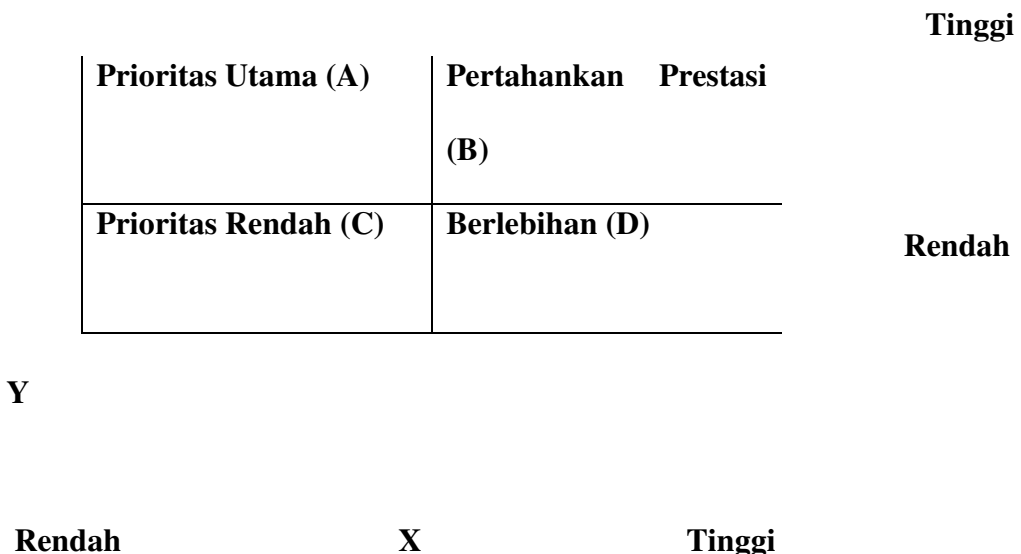 Tinggi
Prioritas Utama (A)
Pertahankan Prestasi
(B)
Prioritas Rendah (C)
Berlebihan (D)
Rendah
Y
Rendah X Tinggi